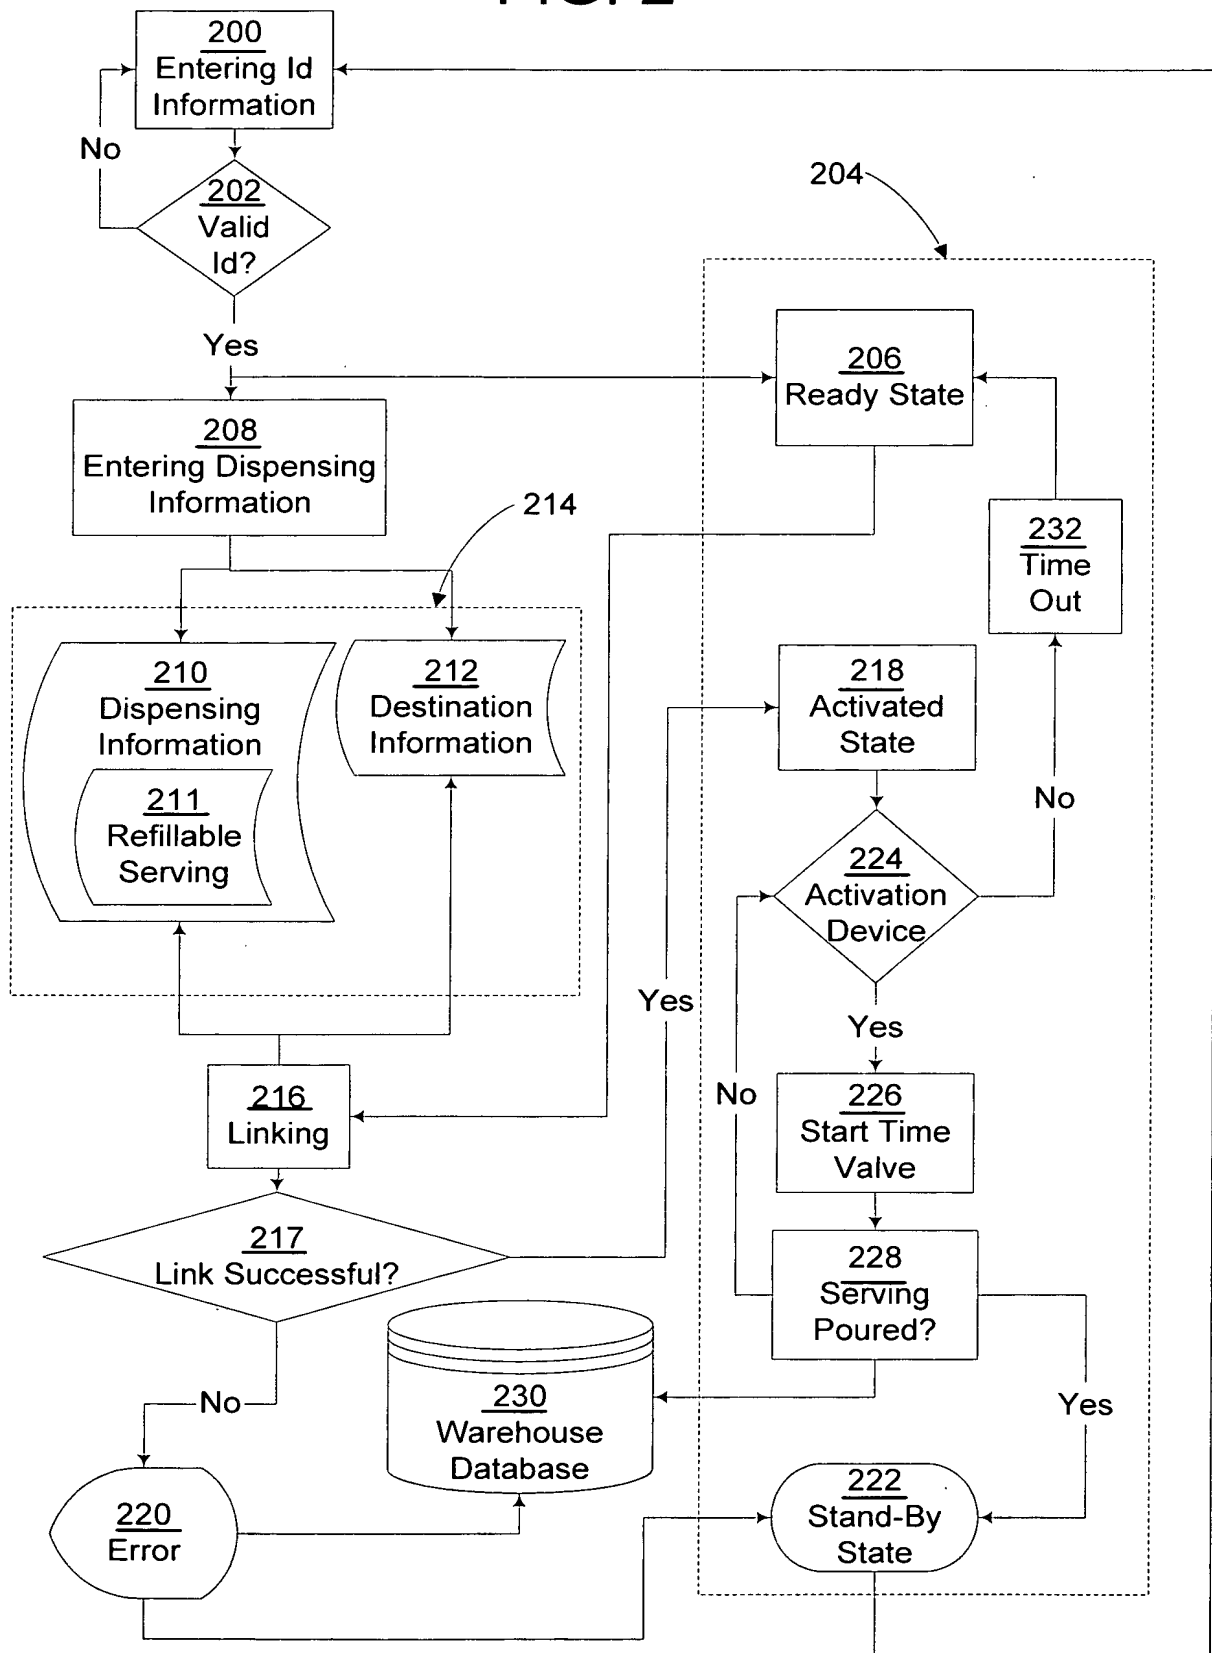 FIG. 2
200
Entering Id
Information
No
202
Valid
Id?
204
Yes
206
Ready State
208
Entering Dispensing
Information
214
232
Time
Out
210
Dispensing
Information
212
Destination
Information
218
Activated
State
211
Refillable
Serving
No
224
Activation
Device
Yes
Yes
No
216
Linking
226
Start Time
Valve
217
Link Successful?
228
Serving
Poured?
No
230
Warehouse
Database
Yes
220
Error
222
Stand-By
State